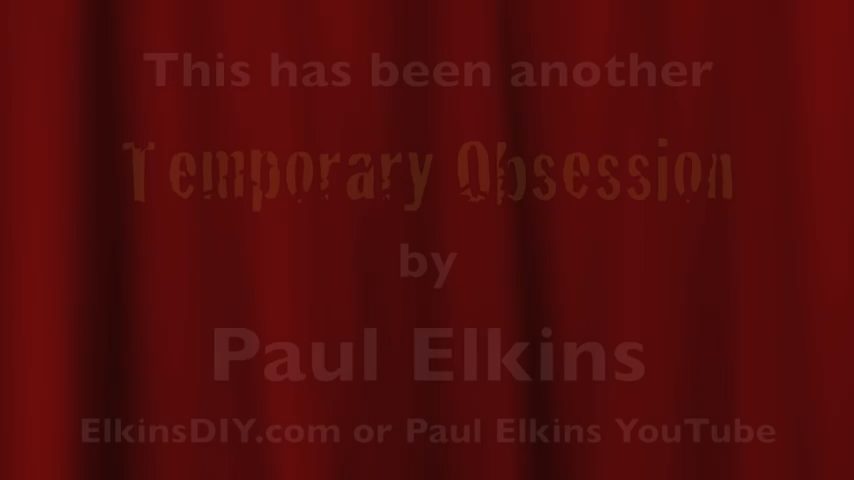 This has been another
Temporary Obsession
by
Paul Elkins
ElkinsDIY.com or Paul Elkins YouTube